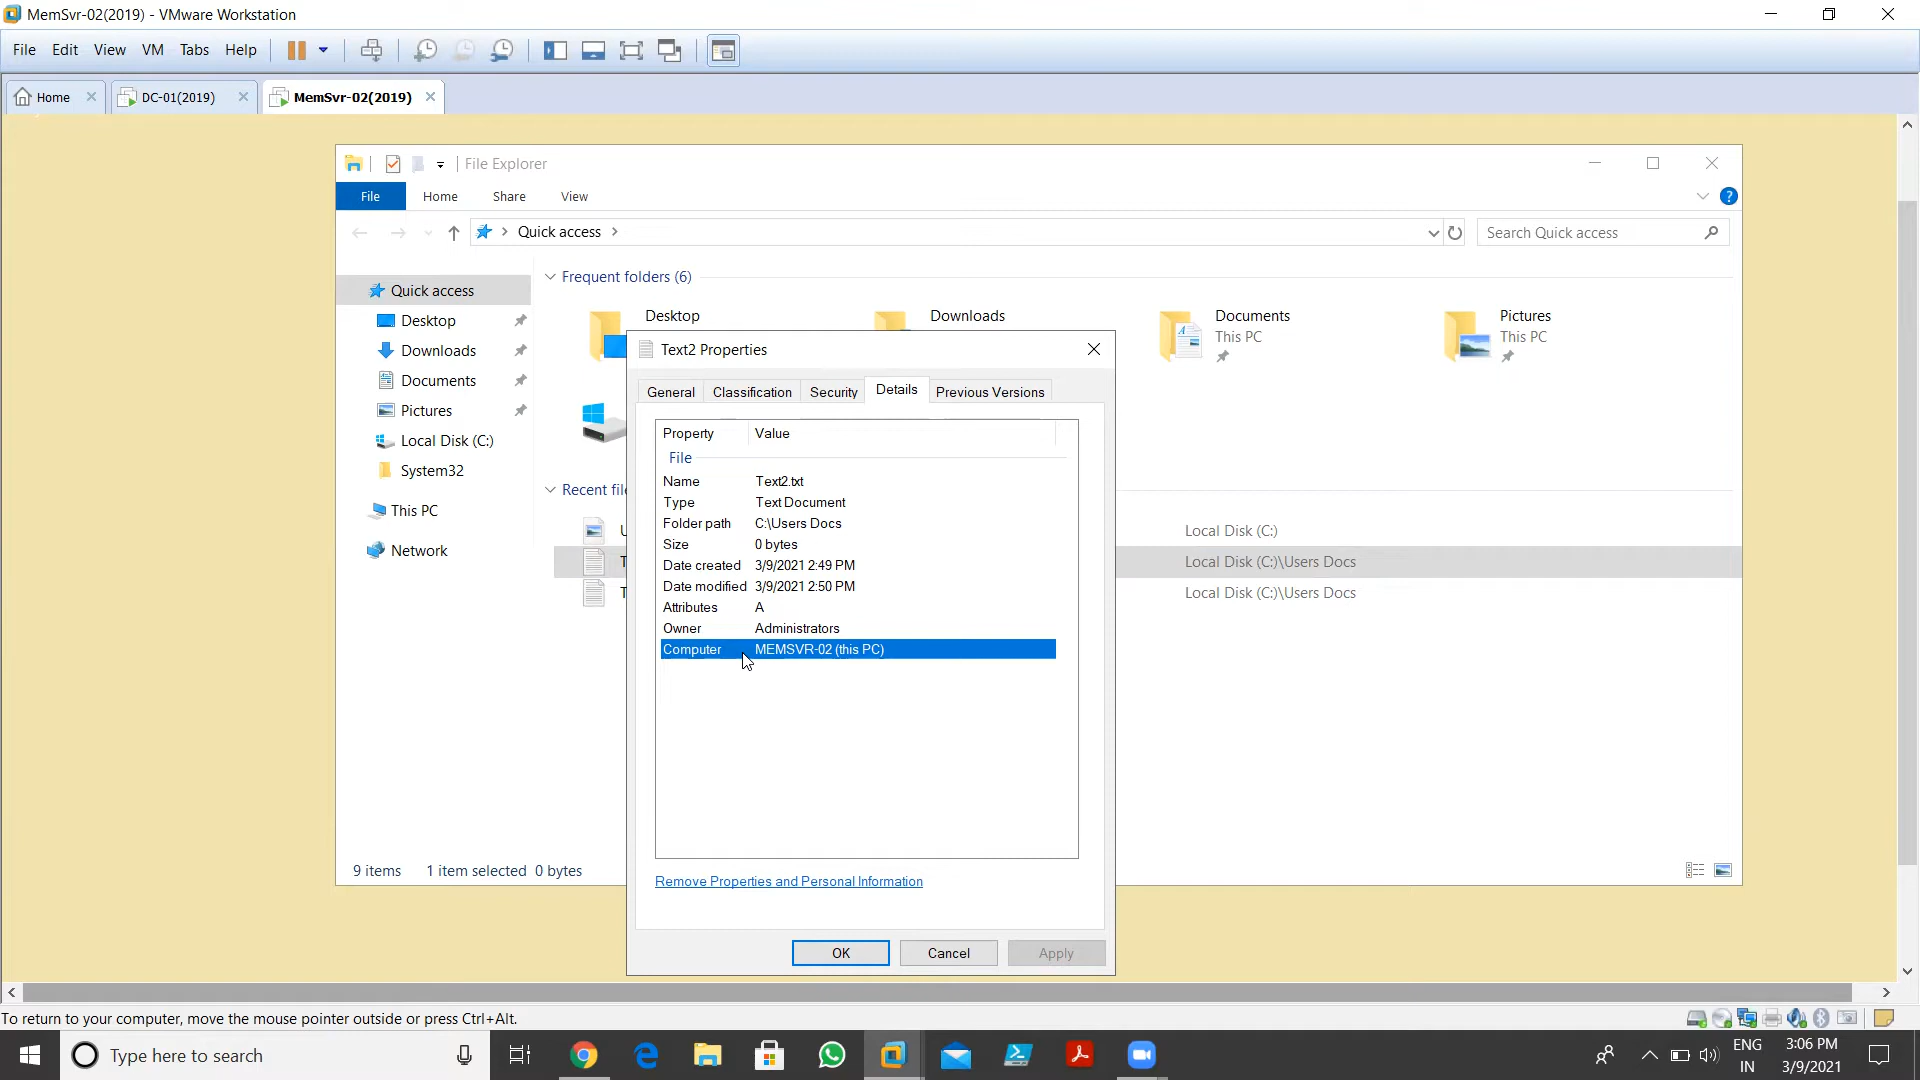 MemSvr-02(2019) - VMware Workstation
File Edit View VM Tabs Help
Home DC-01(2019) MemSvr-02(2019)
File Explorer
File Home Share View
Quick access
Search Quick access
Quick access
Desktop
Downloads
Documents
Pictures
Local Disk (C:)
System32
This PC
Network
Frequent folders (6)
Desktop
Downloads
Documents
This PC
Pictures
This PC
Recent file
Local Disk (C:)
Local Disk (C:)\Users Docs
Local Disk (C:)\Users Docs
9 items 1 item selected 0 bytes
Text2 Properties
General Classification Security Details Previous Versions
Property Value
File
Name Text2.txt
Type Text Document
Folder path C:\Users Docs
Size 0 bytes
Date created 3/9/2021 2:49 PM
Date modified 3/9/2021 2:50 PM
Attributes A
Owner Administrators
Computer MEMSVR-02 (this PC)
Remove Properties and Personal Information
OK Cancel Apply
To return to your computer, move the mouse pointer outside or press Ctrl+Alt.
Type here to search
ENG
IN
3:06 PM
3/9/2021